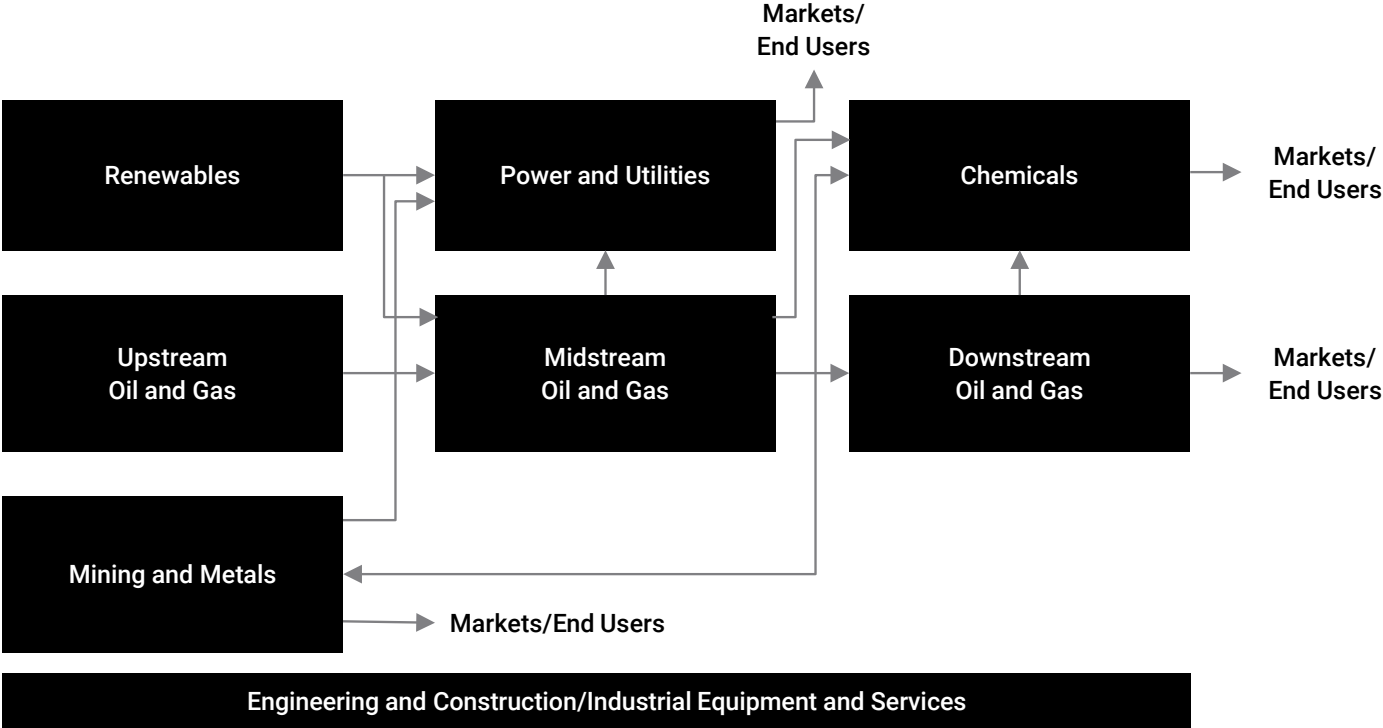 Markets/
End Users
Renewables
Power and Utilities
Chemicals
Markets/
End Users
Upstream
Oil and Gas
Midstream
Oil and Gas
Downstream
Oil and Gas
Markets/
End Users
Mining and Metals
Markets/End Users
Engineering and Construction/Industrial Equipment and Services